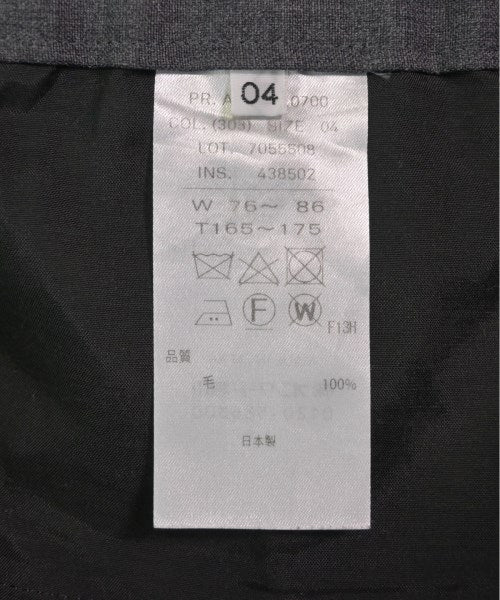 04
PR. A .0700
COL. (303) SIZE 04
LOT. 7055508
INS. 438502
W 76～ 86
T165～175
F W F13H
品質
毛 100%
日本製